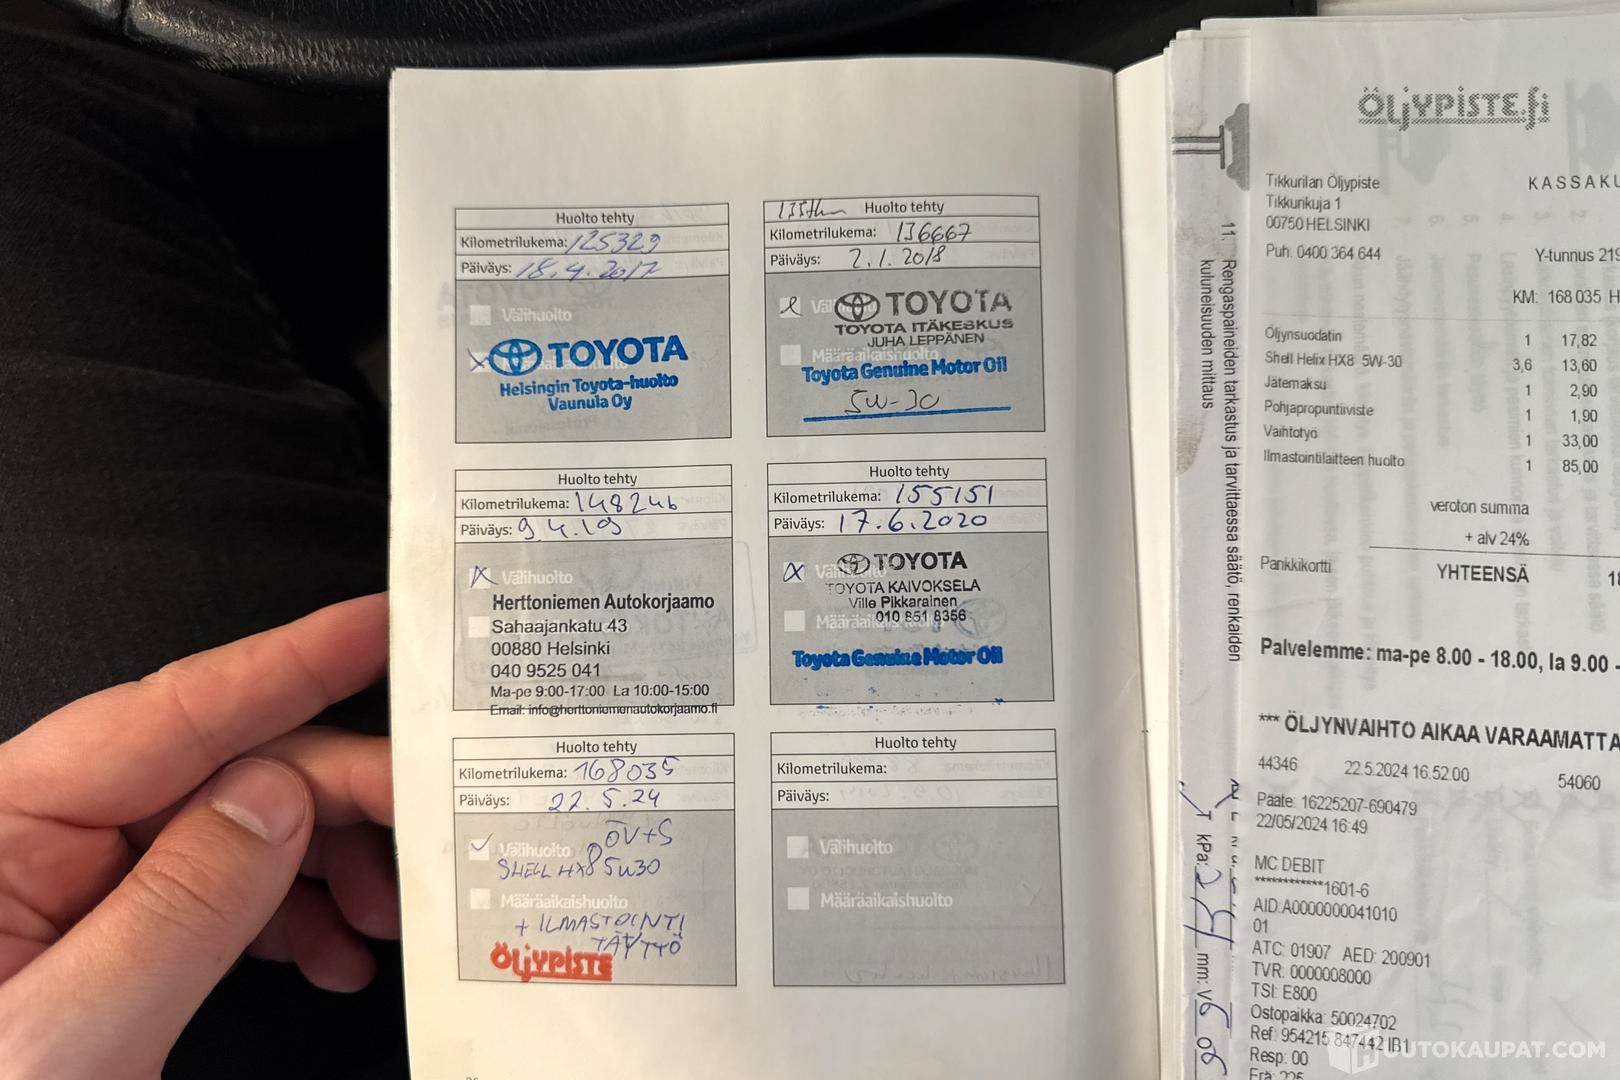 Huolto tehty
Kilometrilukema: 125329
Päiväys: 18.4.2017
Välihuolto
TOYOTA
Helsingin Toyota-huolto
Vaunula Oy
135tkm Huolto tehty
Kilometrilukema: 136667
Päiväys: 2.1.2018
TOYOTA
TOYOTA ITÄKESKUS
JUHA LEPPÄNEN
Määräaikaishuolto
Toyota Genuine Motor Oil
5W-30
Huolto tehty
Kilometrilukema: 148246
Päiväys: 9.4.19
Välihuolto
Herttoniemen Autokorjaamo
Sahaajankatu 43
00880 Helsinki
040 9525 041
Ma-pe 9:00-17:00 La 10:00-15:00
Email: info@herttoniemenautokorjaamo.fi
Huolto tehty
Kilometrilukema: 155151
Päiväys: 17.6.2020
TOYOTA
TOYOTA KAIVOKSELA
Ville Pikkarainen
010 851 8356
Toyota Genuine Motor Oil
Huolto tehty
Kilometrilukema: 168035
Päiväys: 22.5.24
ÖV+S
Välihuolto
SHELL HX8 5W30
Määräaikaishuolto
+ ILMASTOINTI
TÄYTTÖ
ÖLJYPISTE
Huolto tehty
Kilometrilukema:
Päiväys:
Välihuolto
Määräaikaishuolto
11. Rengaspaineiden tarkastus ja tarvittaessa säätö, renkaiden
kuluneisuuden mittaus
kPa:
mm: V
ÖLJYPISTE.fi
Tikkurilan Öljypiste KASSAKU
Tikkurikuja 1
00750 HELSINKI
Puh. 0400 364 644 Y-tunnus 219
KM: 168 035 H
Öljynsuodatin 1 17,82
Shell Helix HX8 5W-30 3,6 13,60
Jätemaksu 1 2,90
Pohjapropuntiiviste 1 1,90
Vaihtotyö 1 33,00
Ilmastointilaitteen huolto 1 85,00
veroton summa
+ alv 24%
Pankkikortti YHTEENSÄ 18
Palvelemme: ma-pe 8.00 - 18.00, la 9.00 -
*** ÖLJYNVAIHTO AIKAA VARAAMATTA
44346 22.5.2024 16.52.00 54060
Pääte: 16225207-690479
22/05/2024 16:49
MC DEBIT
************1601-6
AID:A0000000041010
01
ATC: 01907 AED: 200901
TVR: 0000008000
TSI: E800
Ostopaikka: 50024702
Ref: 954215 847442 IB1
Resp: 00
HUUTOKAUPAT.COM